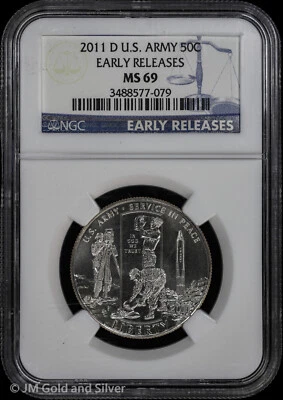 2011 D U.S. ARMY 50C
EARLY RELEASES
MS 69
3488577-079
NGC
EARLY RELEASES
U.S. ARMY · SERVICE IN PEACE
IN
GOD
WE
TRUST
LIBERTY
© JM Gold and Silver